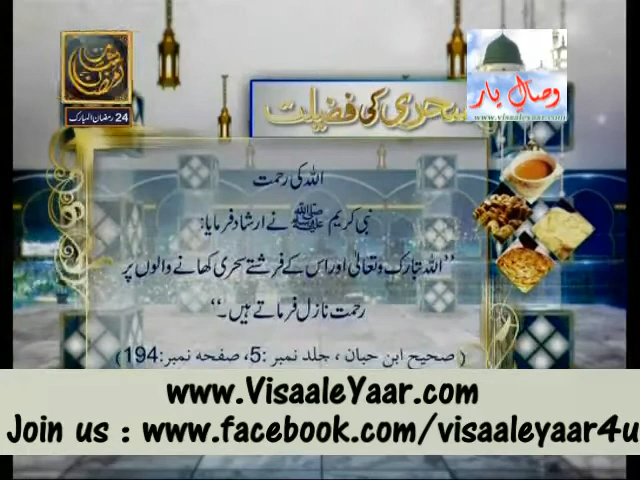 شان رمضان
24 رمضان المبارک
سحری کی فضیلت
وصالِ یار
www.visaaleyaar.com
اللہ کی رحمت
نبی کریم ﷺ نے ارشاد فرمایا:
’’اللہ تبارک وتعالیٰ اور اس کے فرشتے سحری کھانے والوں پر
رحمت نازل فرماتے ہیں۔‘‘
( صحیح ابن حبان ، جلد نمبر :5، صفحہ نمبر:194)
www.VisaaleYaar.com
Join us : www.facebook.com/visaaleyaar4u